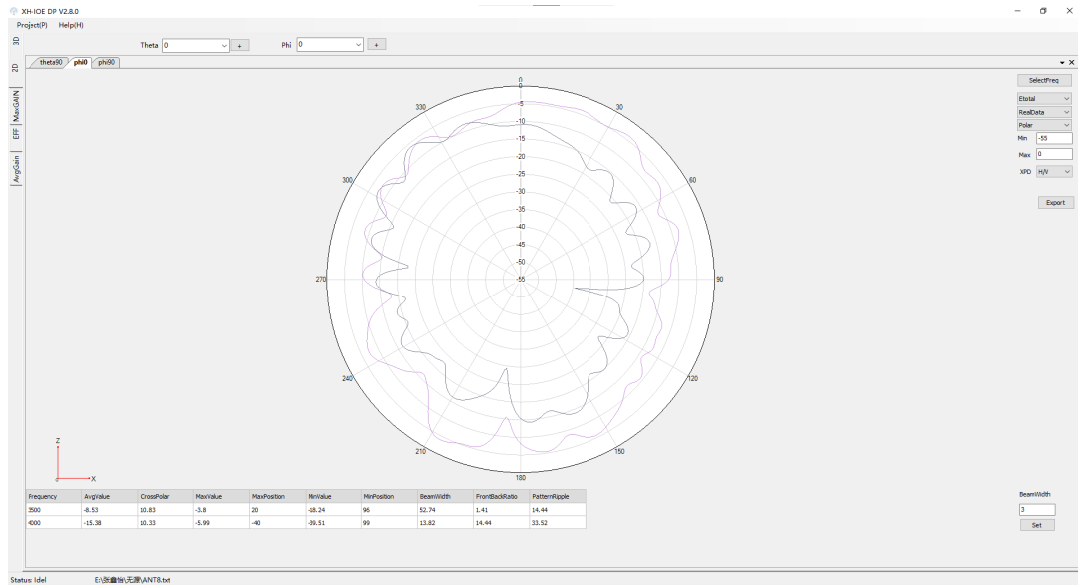 XH-IOE DP V2.8.0
Project(P) Help(H)
3D
2D
MaxGAIN
EFF
AvgGain
Theta 0 + Phi 0 +
theta90 phi0 phi90
0
30
60
90
120
150
180
210
240
270
300
330
0
-5
-10
-15
-20
-25
-30
-35
-40
-45
-50
-55
Z
X
SelectFreq
Etotal
RealData
Polar
Min -55
Max 0
XPD H/V
Export
Frequency AvgValue CrossPolar MaxValue MaxPosition MinValue MinPosition BeamWidth FrontBackRatio PatternRipple
3500 -8.53 10.83 -3.8 20 -18.24 96 52.74 1.41 14.44
4000 -15.38 10.33 -5.99 -40 -39.51 99 13.82 14.44 33.52
BeamWidth
3
Set
Status: Idel E:\张鑫怡\无源\ANT8.txt